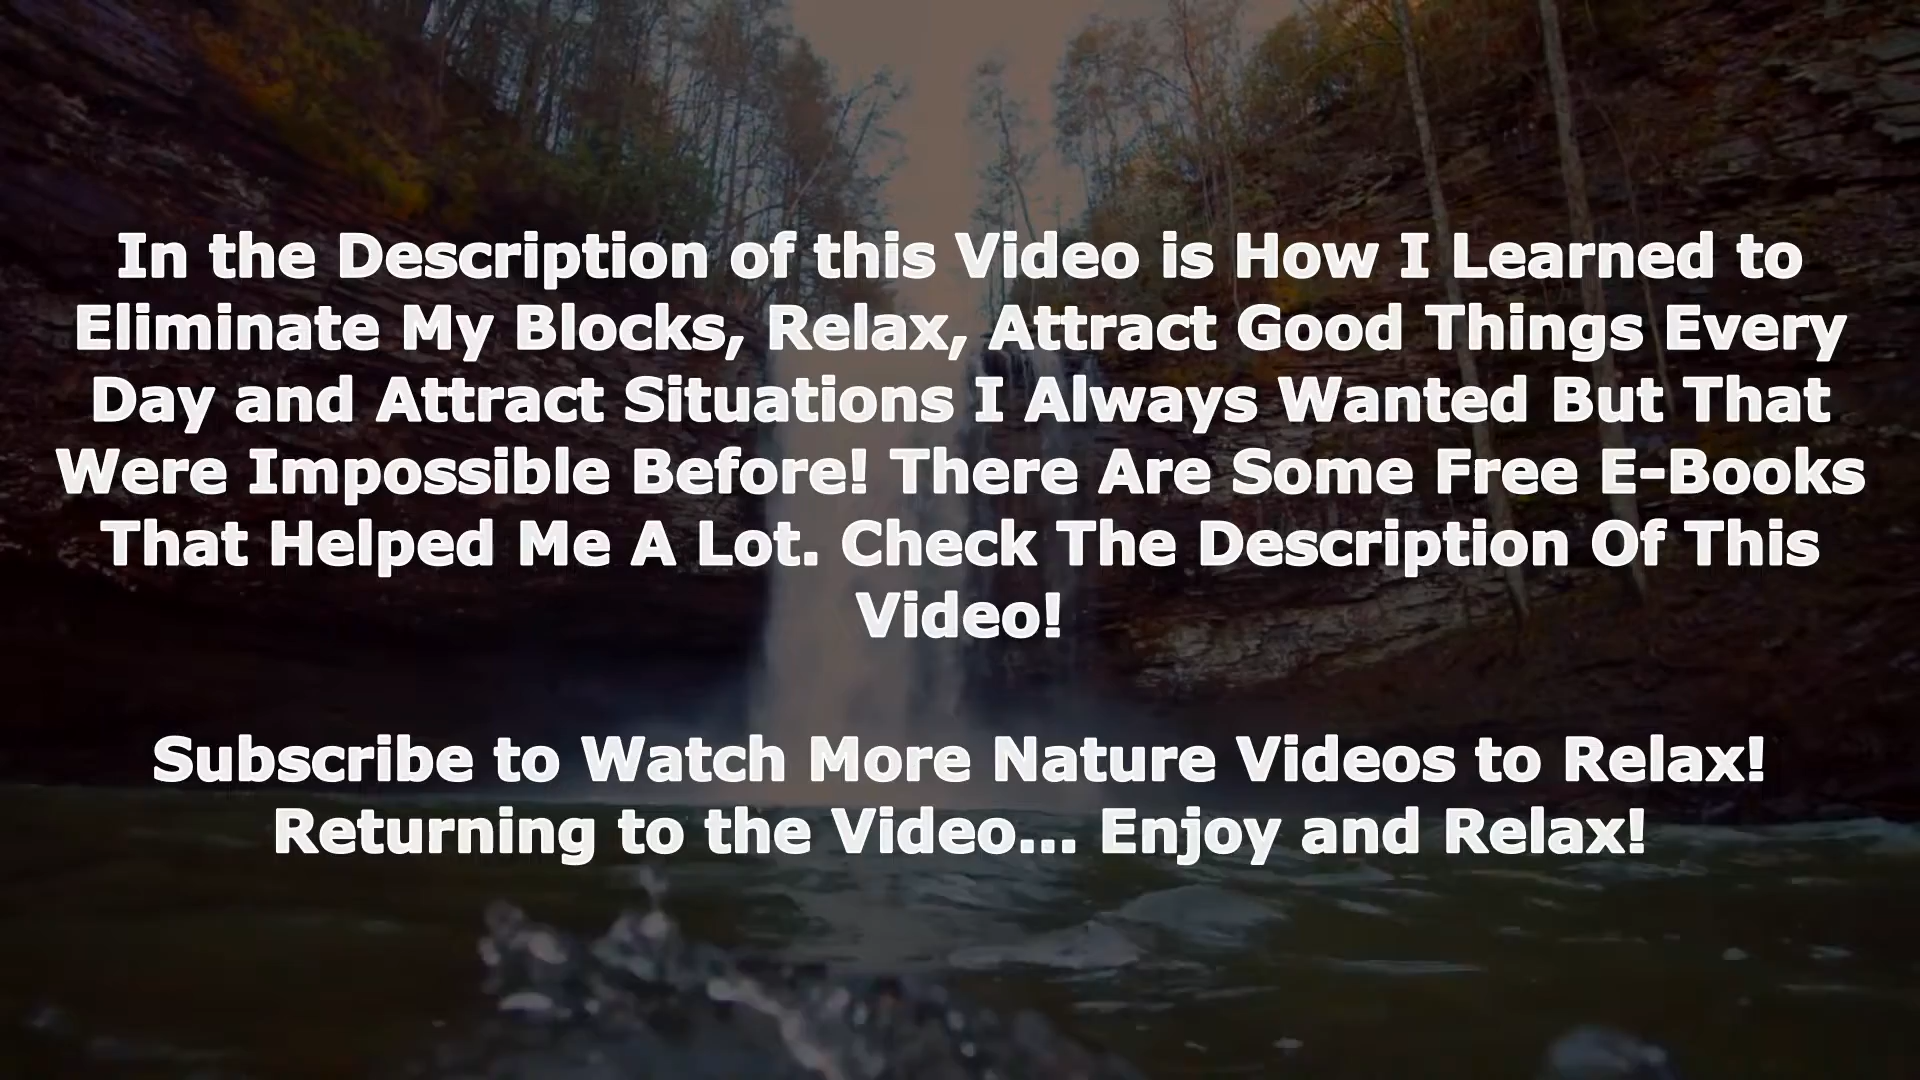 In the Description of this Video is How I Learned to
Eliminate My Blocks, Relax, Attract Good Things Every
Day and Attract Situations I Always Wanted But That
Were Impossible Before! There Are Some Free E-Books
That Helped Me A Lot. Check The Description Of This
Video!
Subscribe to Watch More Nature Videos to Relax!
Returning to the Video... Enjoy and Relax!